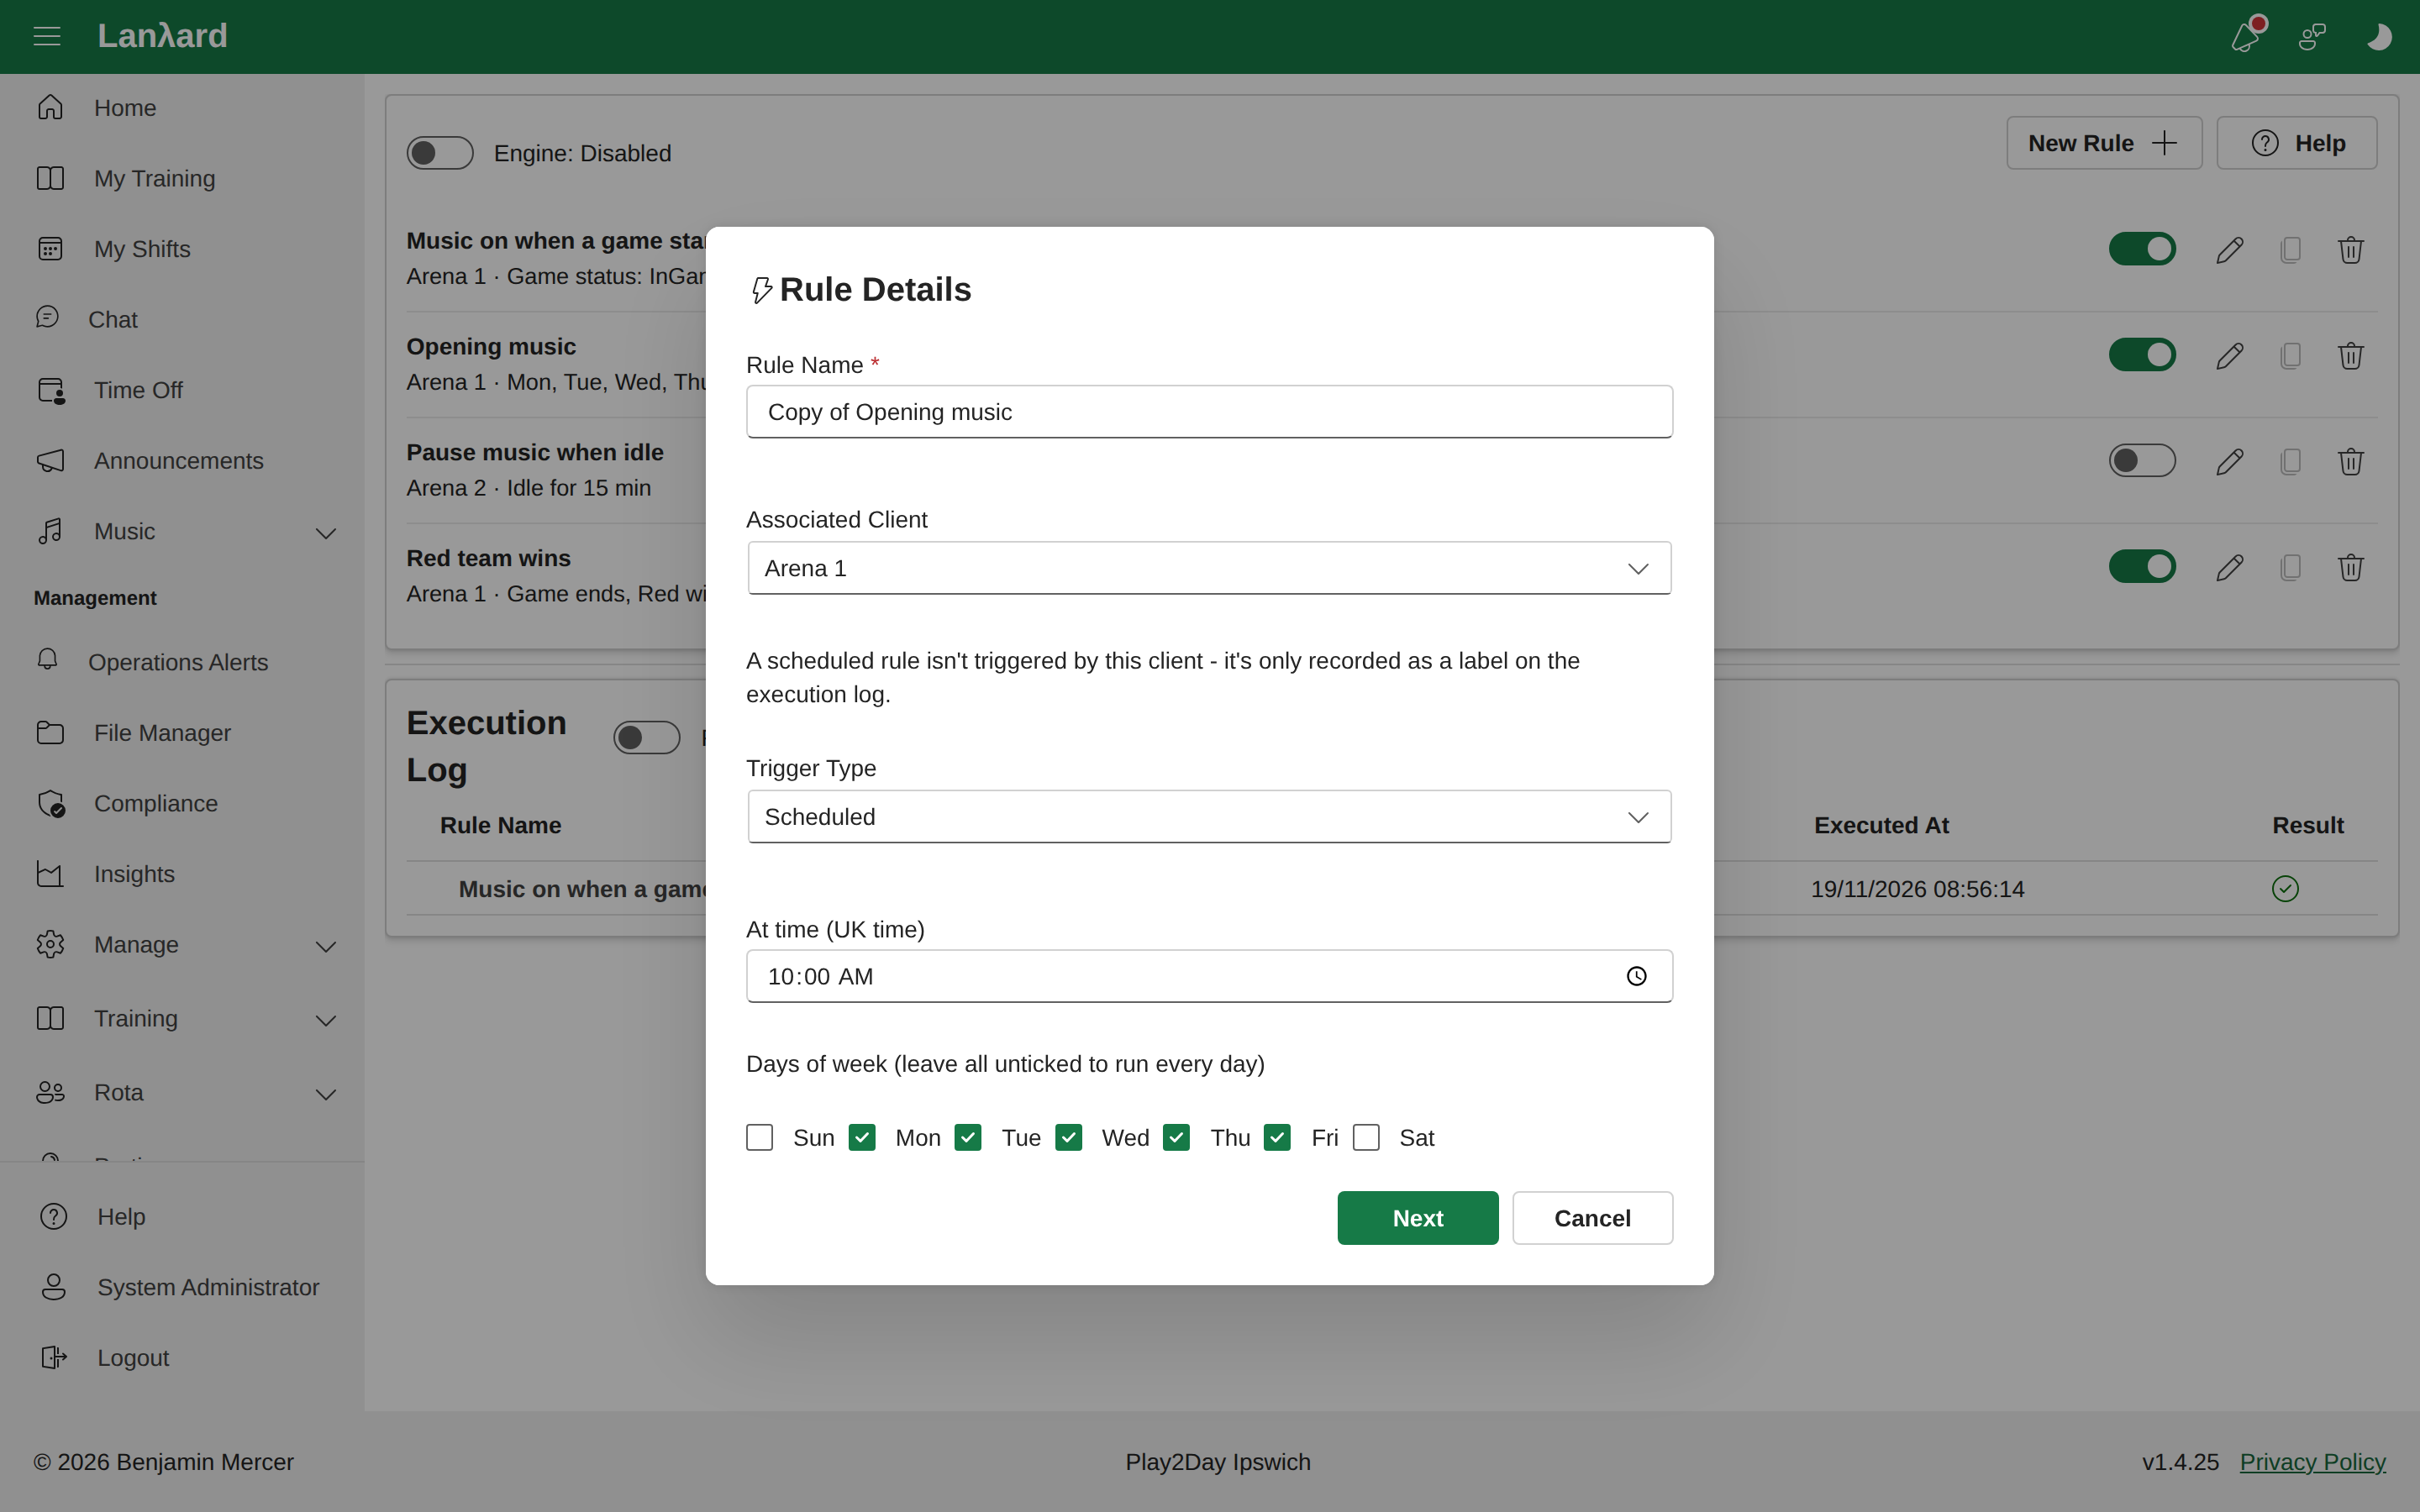 Lanλard
Home
My Training
My Shifts
Chat
Time Off
Announcements
Music
Management
Operations Alerts
File Manager
Compliance
Insights
Manage
Training
Rota
Help
System Administrator
Logout
Engine: Disabled
New Rule
Help
Music on when a game
Arena 1 · Game status:
Opening music
Arena 1 · Mon, Tue, Wed, Thu
Pause music when idle
Arena 2 · Idle for 15 min
Red team wins
Arena 1 · Game ends, Red
Execution
Log
Rule Name
Executed At
Result
Music on when a game
19/11/2026 08:56:14
Rule Details
Rule Name *
Copy of Opening music
Associated Client
Arena 1
A scheduled rule isn't triggered by this client - it's only recorded as a label on the
execution log.
Trigger Type
Scheduled
At time (UK time)
10:00 AM
Days of week (leave all unticked to run every day)
Sun Mon Tue Wed Thu Fri Sat
Next
Cancel
© 2026 Benjamin Mercer
Play2Day Ipswich
v1.4.25
Privacy Policy